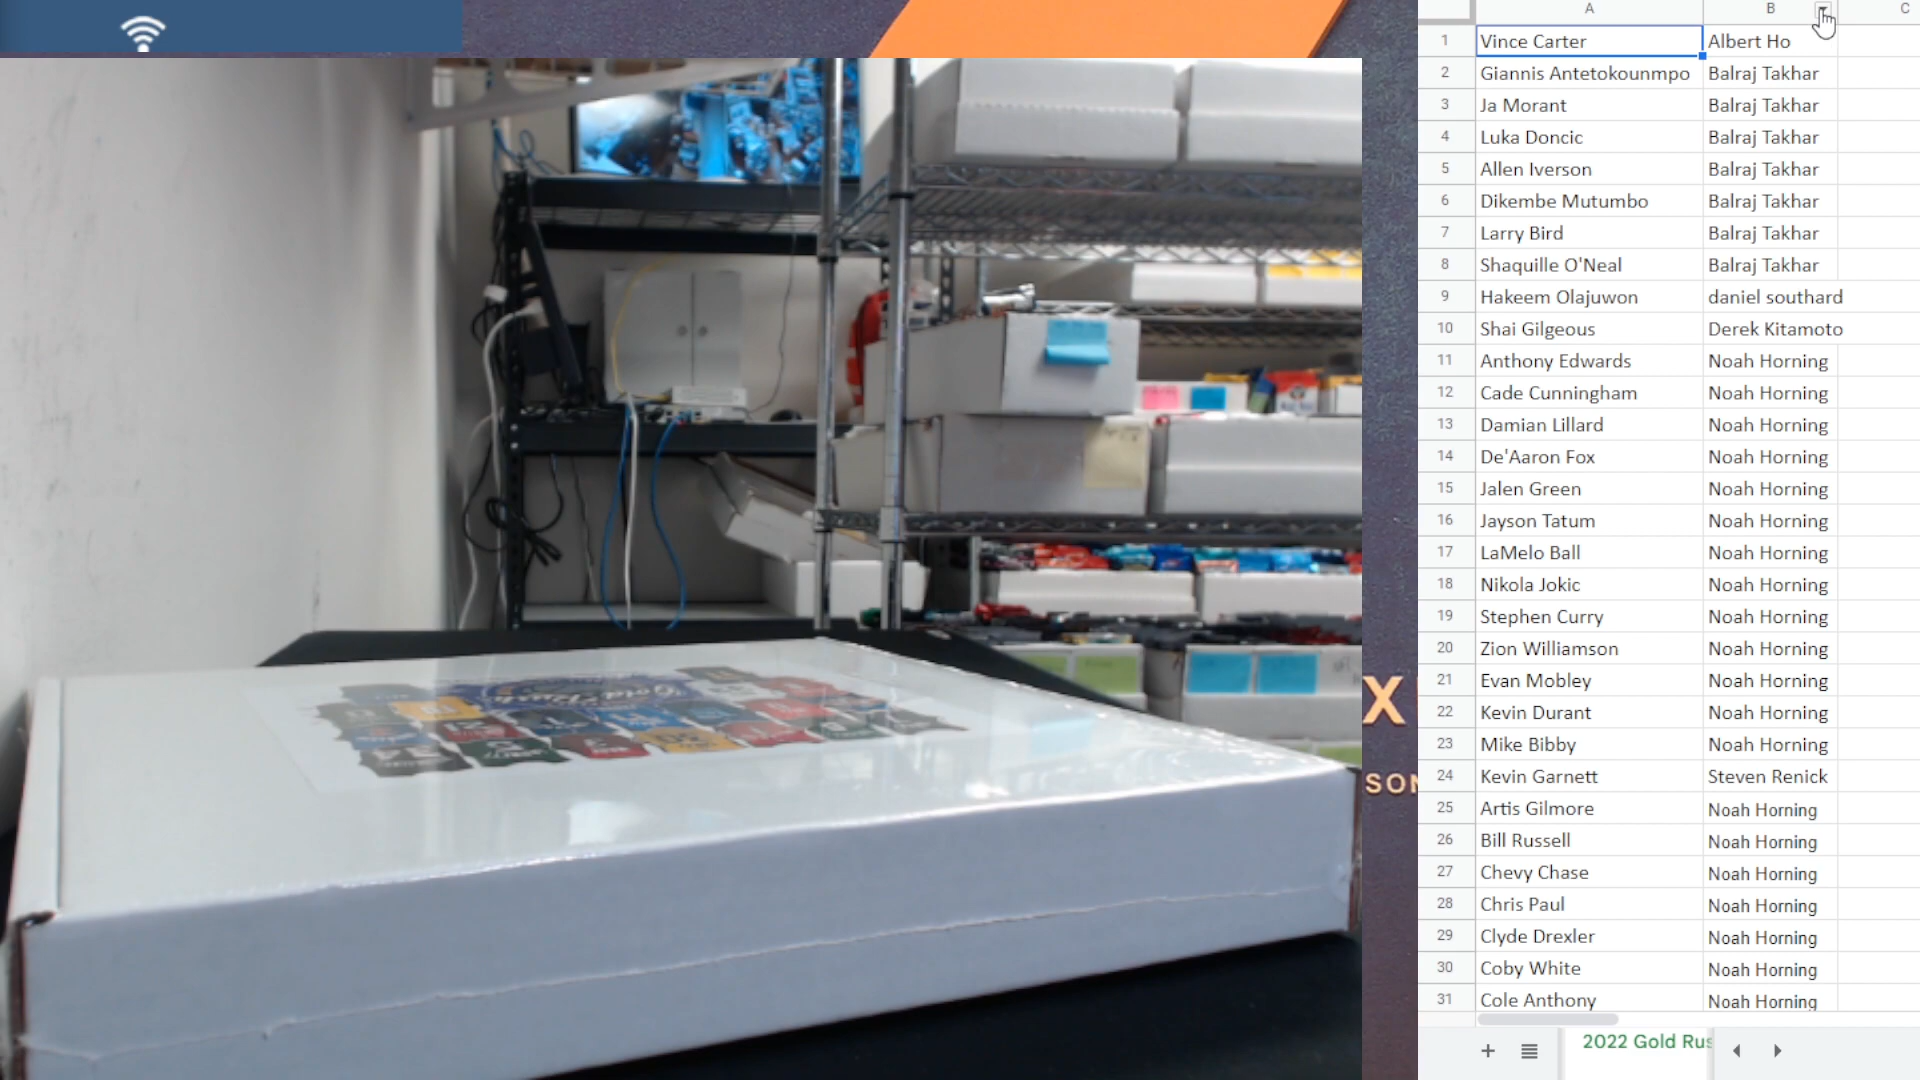 A B C
1 Vince Carter Albert Ho
2 Giannis Antetokounmpo Balraj Takhar
3 Ja Morant Balraj Takhar
4 Luka Doncic Balraj Takhar
5 Allen Iverson Balraj Takhar
6 Dikembe Mutumbo Balraj Takhar
7 Larry Bird Balraj Takhar
8 Shaquille O'Neal Balraj Takhar
9 Hakeem Olajuwon daniel southard
10 Shai Gilgeous Derek Kitamoto
11 Anthony Edwards Noah Horning
12 Cade Cunningham Noah Horning
13 Damian Lillard Noah Horning
14 De'Aaron Fox Noah Horning
15 Jalen Green Noah Horning
16 Jayson Tatum Noah Horning
17 LaMelo Ball Noah Horning
18 Nikola Jokic Noah Horning
19 Stephen Curry Noah Horning
20 Zion Williamson Noah Horning
21 Evan Mobley Noah Horning
22 Kevin Durant Noah Horning
23 Mike Bibby Noah Horning
24 Kevin Garnett Steven Renick
25 Artis Gilmore Noah Horning
26 Bill Russell Noah Horning
27 Chevy Chase Noah Horning
28 Chris Paul Noah Horning
29 Clyde Drexler Noah Horning
30 Coby White Noah Horning
31 Cole Anthony Noah Horning
2022 Gold Rus
Gold Rush
X
SON